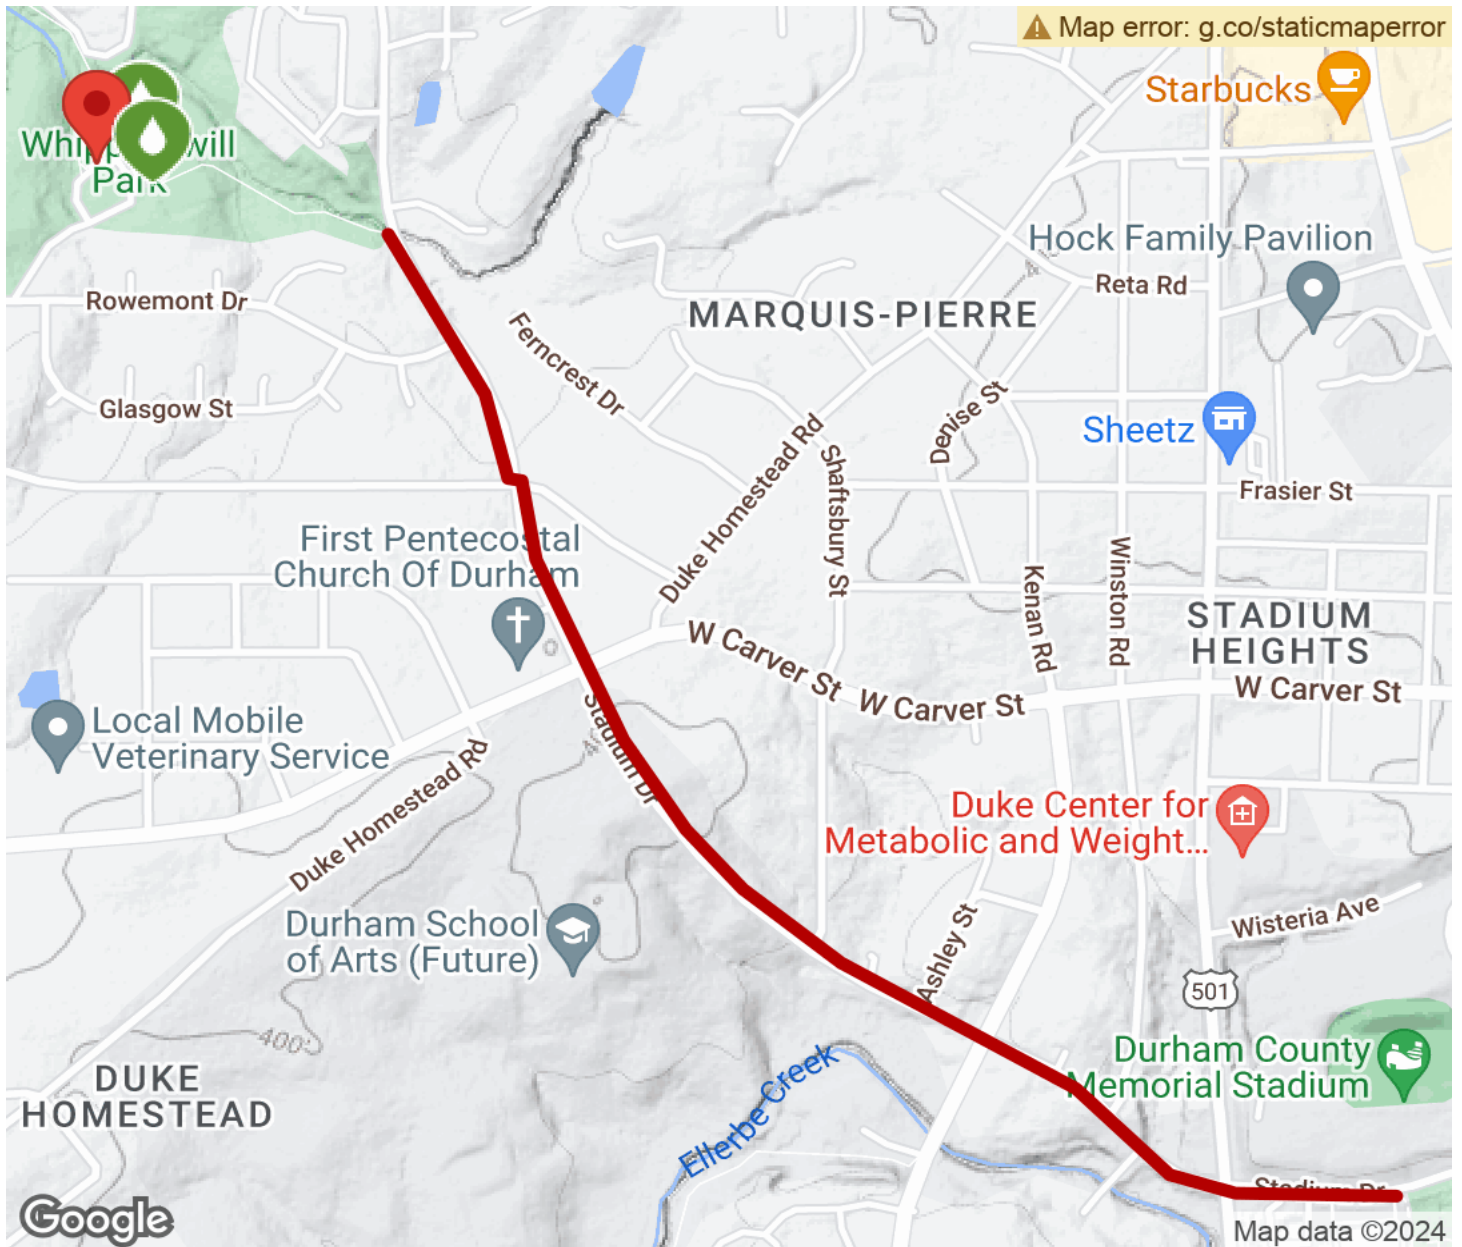 Map error: g.co/staticmaperror
Starbucks
Park
Hock Family Pavilion
Reta Rd
Rowemont Dr
MARQUIS-PIERRE
Ferncrest Dr
Glasgow St
Denise St
Sheetz
Duke Homestead Rd
Shaftsbury St
Frasier St
First Pentecostal
Church Of Durham
Kenan Rd
Winston Rd
STADIUM
HEIGHTS
W Carver St
W Carver St
W Carver St
Local Mobile
Veterinary Service
Stadium Dr
Duke Homestead Rd
Duke Center for
Metabolic and Weight...
Durham School
of Arts (Future)
Ashley St
Wisteria Ave
501
400'
Ellerbe Creek
Durham County
Memorial Stadium
DUKE
HOMESTEAD
Stadium Dr
Google
Map data ©2024